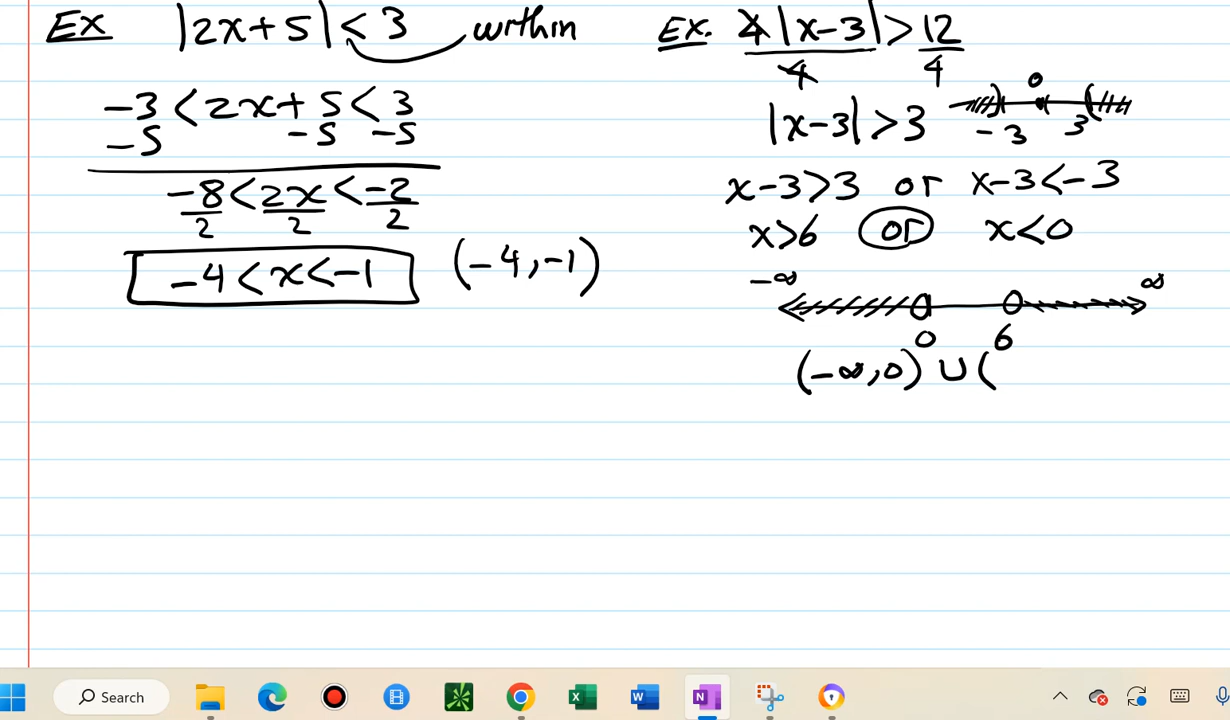 EX |2x+5| < 3 within
-3 < 2x + 5 < 3
-5 -5 -5
-8 < 2x < -2
2 2 2
-4 < x < -1 (-4, -1)
EX. 4|x-3| > 12
4 4
|x-3| > 3
0
-3 3
x-3 > 3 or x-3 < -3
x > 6 or x < 0
-∞ ∞
0 6
(-∞, 0) ∪ (
Search